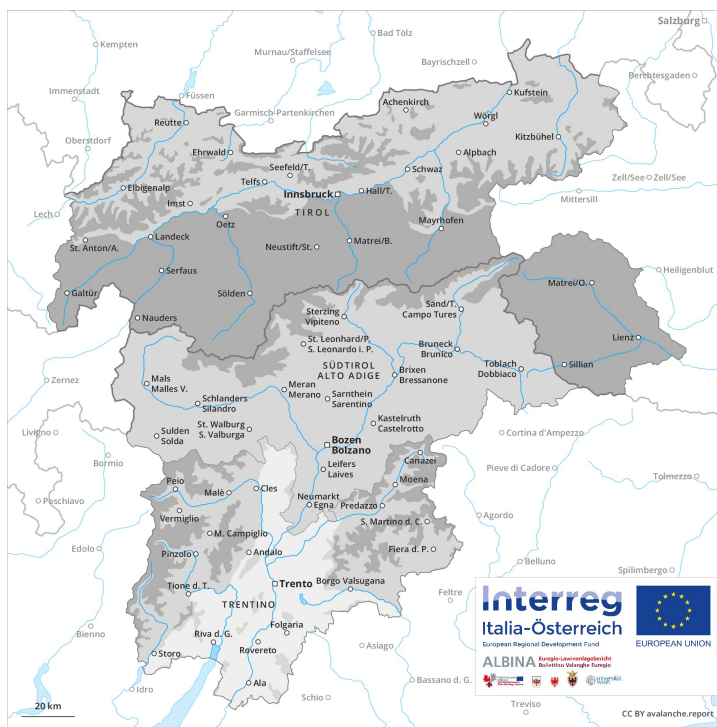 Salzburg
Kempten
Bad Tölz
Murnau/Staffelsee
Bayrischzell
Berchtesgaden
Immenstadt
Füssen
Garmisch-Partenkirchen
Achenkirch
Kufstein
Reutte
Wörgl
Oberstdorf
Ehrwald
Kitzbühel
Alpbach
Seefeld/T.
Schwaz
Telfs
Zell/See
Zell/See
Elbigenalp
Innsbruck
Hall/T.
Mittersill
Imst
TIROL
Lech
Oetz
Mayrhofen
St. Anton/A.
Landeck
Neustift/St.
Matrei/B.
Serfaus
Heiligenblut
Galtür
Sölden
Matrei/O.
Nauders
Sterzing
Vipiteno
Sand/T.
Campo Tures
Lienz
St. Leonhard/P.
S. Leonardo i. P.
Bruneck
Brunico
SÜDTIROL
ALTO ADIGE
Toblach
Dobbiaco
Sillian
Brixen
Bressanone
Zernez
Mals
Malles V.
Meran
Merano
Sarnthein
Sarentino
Schlanders
Silandro
St. Walburg
S. Valburga
Kastelruth
Castelrotto
Livigno
Sulden
Solda
Bozen
Bolzano
Cortina d'Ampezzo
Bormio
Leifers
Laives
Canazei
Pieve di Cadore
Tolmezzo
Poschiavo
Peio
Malè
Cles
Neumarkt
Egna
Moena
Predazzo
Vermiglio
S. Martino d. C.
Agordo
M. Campiglio
Edolo
Pinzolo
Andalo
Fiera d. P.
Belluno
Spilimbergo
Tione d. T.
Trento
Borgo Valsugana
Feltre
TRENTINO
Bienno
Folgaria
Riva d. G.
Rovereto
Asiago
Storo
Idro
Ala
Schio
Bassano d. G.
Treviso
20 km
Interreg
Italia-Österreich
European Regional Development Fund
EUROPEAN UNION
ALBINA
Euregio-Lawinenlagebericht
Bollettino Valanghe Euregio
universität
wien
CC BY avalanche.report